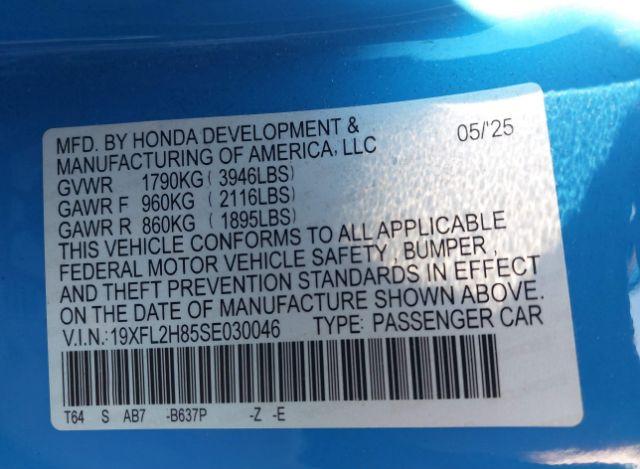 MFD. BY HONDA DEVELOPMENT & 05/'25
MANUFACTURING OF AMERICA, LLC
GVWR 1790KG ( 3946LBS)
GAWR F 960KG ( 2116LBS)
GAWR R 860KG ( 1895LBS)
THIS VEHICLE CONFORMS TO ALL APPLICABLE
FEDERAL MOTOR VEHICLE SAFETY , BUMPER ,
AND THEFT PREVENTION STANDARDS IN EFFECT
ON THE DATE OF MANUFACTURE SHOWN ABOVE.
V.I.N.:19XFL2H85SE030046 TYPE: PASSENGER CAR
T64 S AB7 -B637P -Z -E